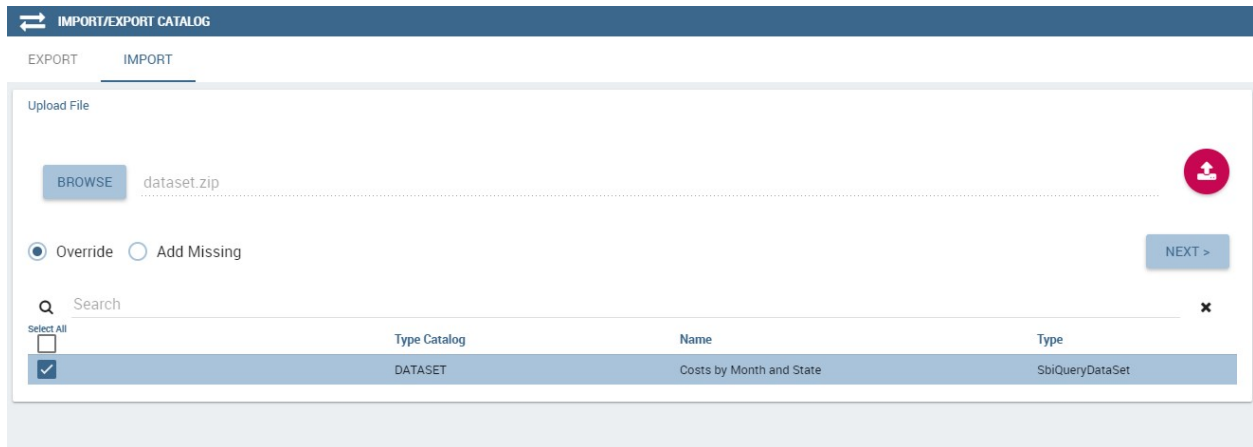 IMPORT/EXPORT CATALOG
EXPORT IMPORT
Upload File
BROWSE dataset.zip
Override Add Missing NEXT >
Search
Select All
Type Catalog Name Type
DATASET Costs by Month and State SbiQueryDataSet